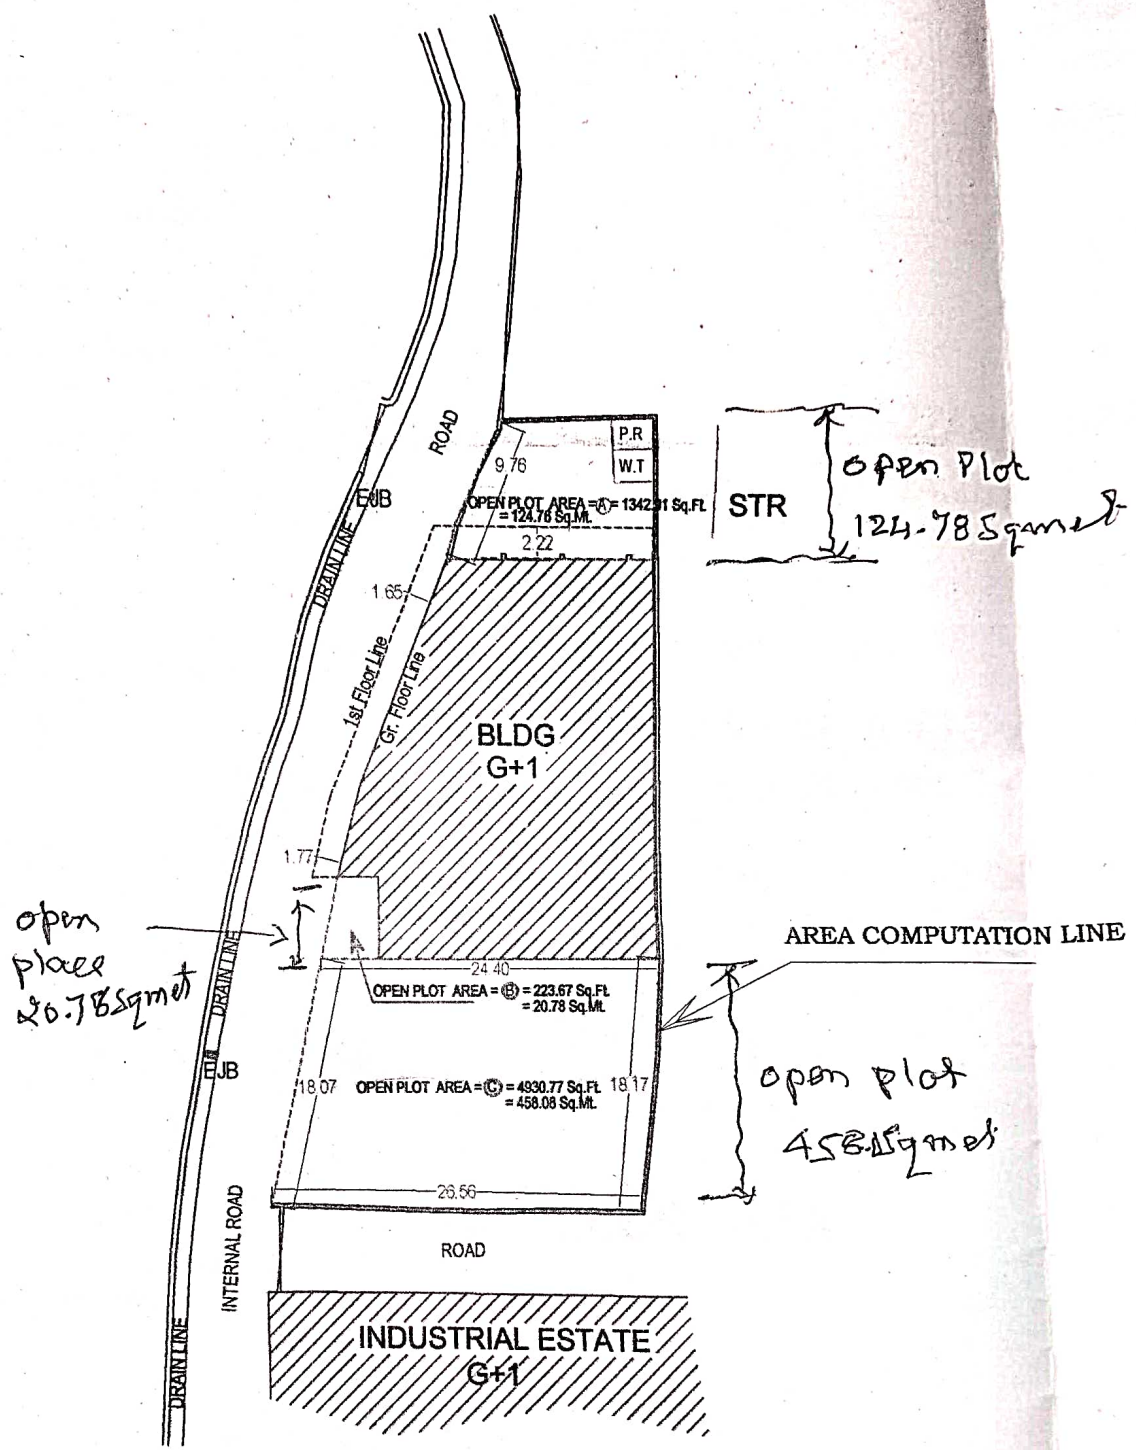 ROAD
P.R
W.T
9.76
EJB
OPEN PLOT AREA =(A)= 1342.91 Sq.Ft.
= 124.78 Sq.Mt.
STR
open Plot
124.78 Sqmet
2.22
DRAIN LINE
1.65
1st Floor Line
Gr. Floor Line
BLDG
G+1
1.77
open
place
20.78 Sqmet
DRAIN LINE
AREA COMPUTATION LINE
24.40
OPEN PLOT AREA = (B) = 223.67 Sq.Ft.
= 20.78 Sq.Mt.
EJB
18.07
OPEN PLOT AREA =(C)= 4930.77 Sq.Ft.
= 458.08 Sq.Mt.
18.17
open plot
26.56
INTERNAL ROAD
ROAD
DRAIN LINE
INDUSTRIAL ESTATE
G+1